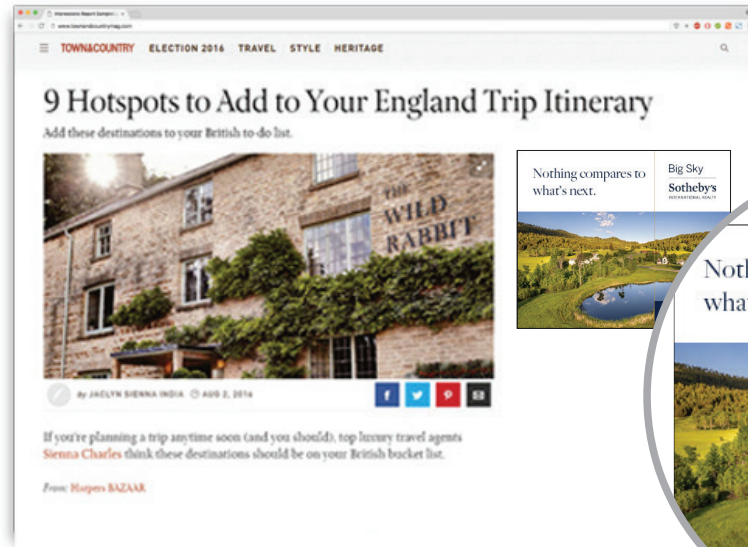 www.townandcountrymag.com
TOWN&COUNTRY ELECTION 2016 TRAVEL STYLE HERITAGE
9 Hotspots to Add to Your England Trip Itinerary
Add these destinations to your British to-do list.
THE
WILD
RABBIT
by JACLYN SIENNA INDIA AUG 2, 2016
If you're planning a trip anytime soon (and you should), top luxury travel agents
Sienna Charles think these destinations should be on your British bucket list.
From: Harpers BAZAAR
Nothing compares to
what's next.
Big Sky
Sotheby's
INTERNATIONAL REALTY
Noth
what